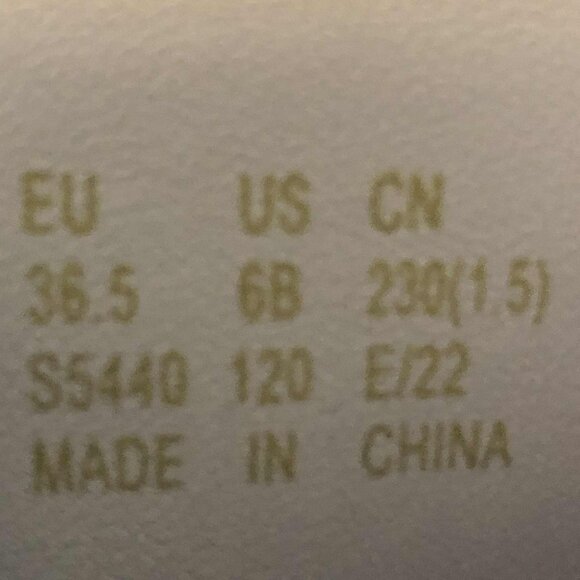 EU US CN
36.5 6B 230(1.5)
S5440 120 E/22
MADE IN CHINA